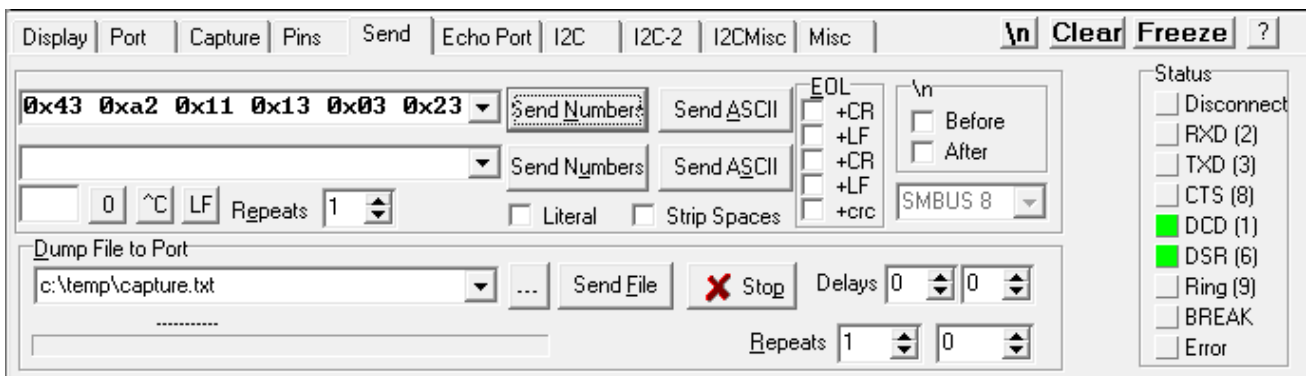 Display Port Capture Pins Send Echo Port I2C I2C-2 I2CMisc Misc \n Clear Freeze ?
0x43 0xa2 0x11 0x13 0x03 0x23 Send Numbers Send ASCII
Send Numbers Send ASCII
0 ^C LF Repeats 1 Literal Strip Spaces
EOL
+CR
+LF
+CR
+LF
+crc
\n
Before
After
SMBUS 8
Dump File to Port
c:\temp\capture.txt ... Send File Stop Delays 0 0
-----------
Repeats 1 0
Status
Disconnect
RXD (2)
TXD (3)
CTS (8)
DCD (1)
DSR (6)
Ring (9)
BREAK
Error